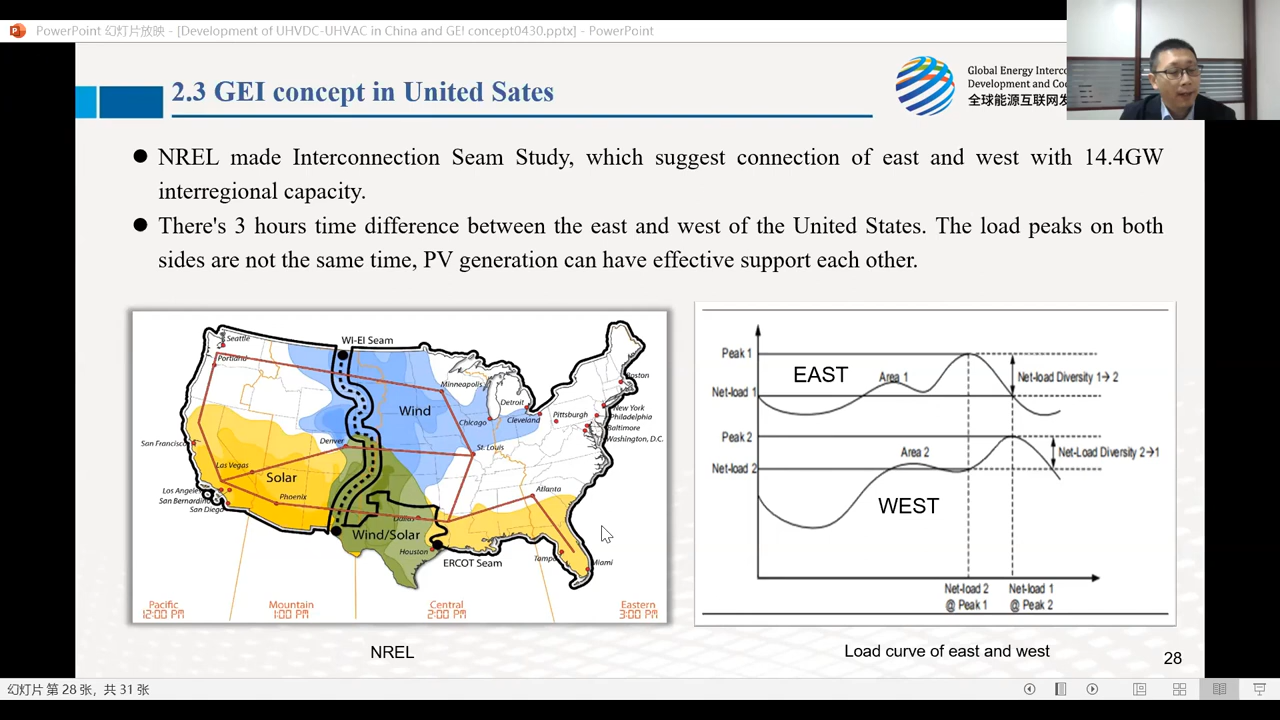 PowerPoint 幻灯片放映 - [Development of UHVDC-UHVAC in China and GEI concept0430.pptx] - PowerPoint
2.3 GEI concept in United Sates
Global Energy Interc
Development and Coo
全球能源互联网发
● NREL made Interconnection Seam Study, which suggest connection of east and west with 14.4GW
interregional capacity.
● There's 3 hours time difference between the east and west of the United States. The load peaks on both
sides are not the same time, PV generation can have effective support each other.
WI-EI Seam
Seattle
Portland
Minneapolis
Boston
Detroit
New York
Pittsburgh
Philadelphia
Wind
Chicago
Cleveland
Baltimore
Washington, D.C.
San Francisco
Denver
St. Louis
Las Vegas
Solar
Los Angeles
Atlanta
San Bernardino
Phoenix
San Diego
Dallas
Wind/Solar
Houston
Tampa
ERCOT Seam
Miami
Pacific
12:00 PM
Mountain
1:00 PM
Central
2:00 PM
Eastern
3:00 PM
NREL
Peak 1
EAST
Area 1
Net-load Diversity 1→2
Net-load 1
Peak 2
Area 2
Net-Load Diversity 2→1
Net-load 2
WEST
Net-load 2
@ Peak 1
Net-load 1
@ Peak 2
Load curve of east and west
28
幻灯片 第 28 张，共 31 张